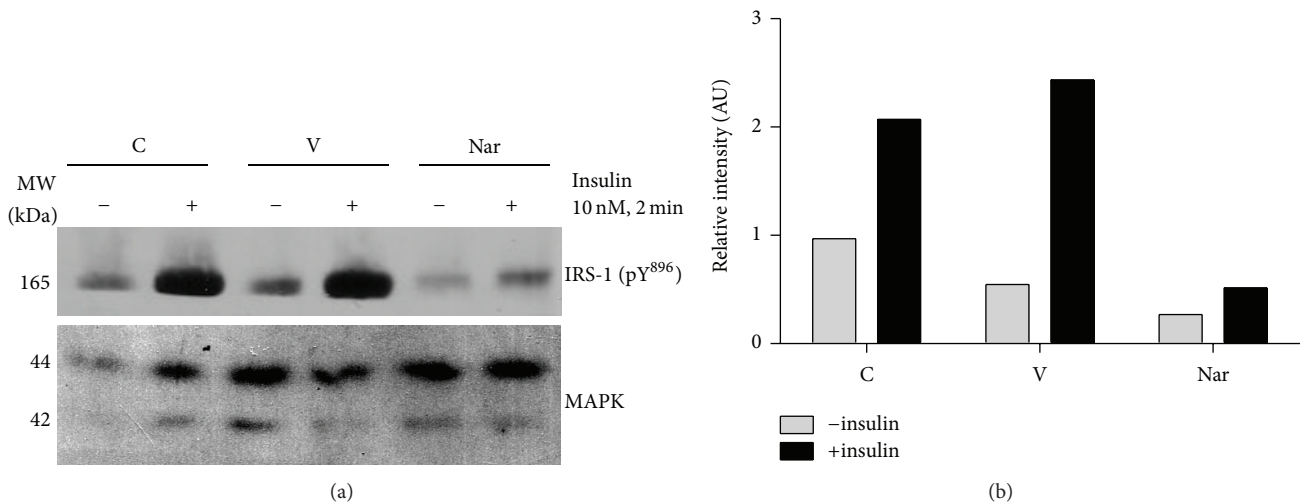 C V Nar
MW
(kDa)
Insulin
10 nM, 2 min
− + − + − +
165
IRS-1 (pY⁸⁹⁶)
44
42
MAPK
(a)
Relative intensity (AU)
3
2
1
0
C V Nar
−insulin
+insulin
(b)